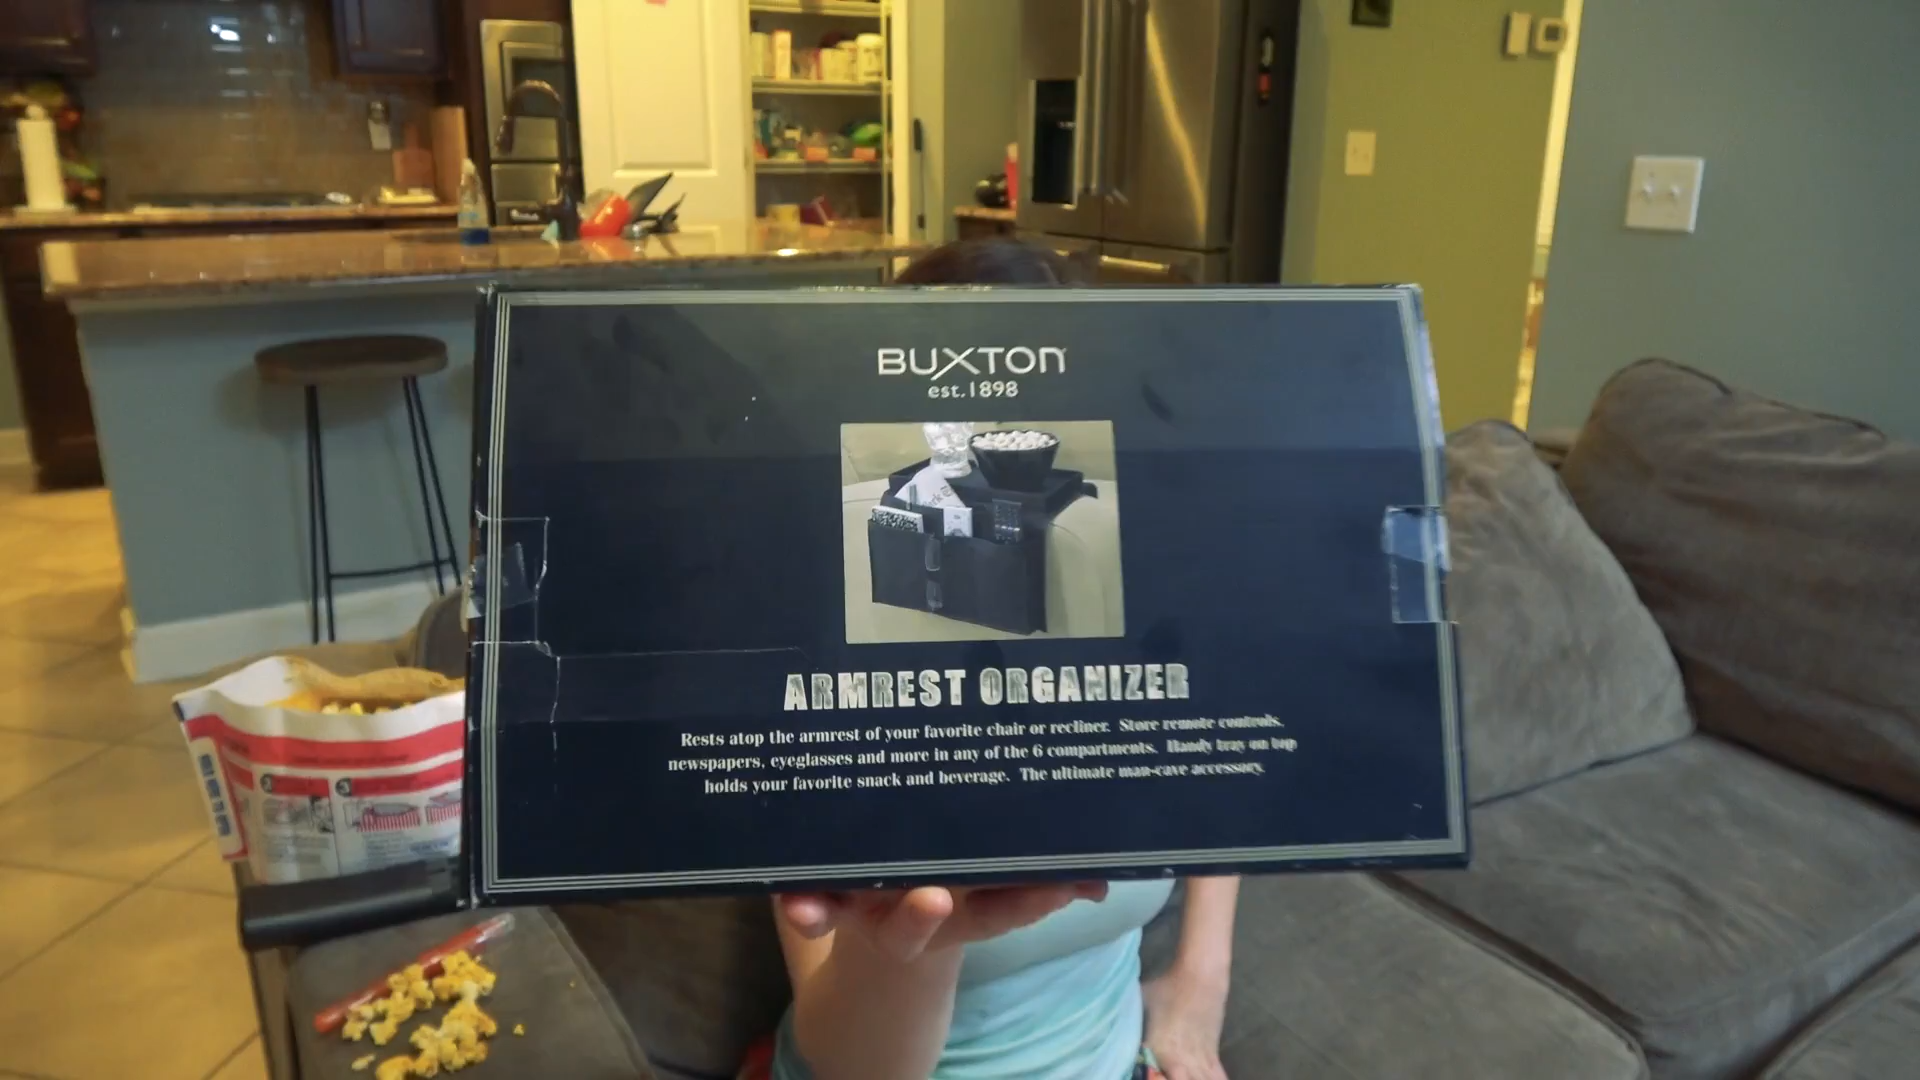 BUXTON
est.1898
ARMREST ORGANIZER
Rests atop the armrest of your favorite chair or recliner. Store remote controls,
newspapers, eyeglasses and more in any of the 6 compartments. Handy tray on top
holds your favorite snack and beverage. The ultimate man-cave accessory.